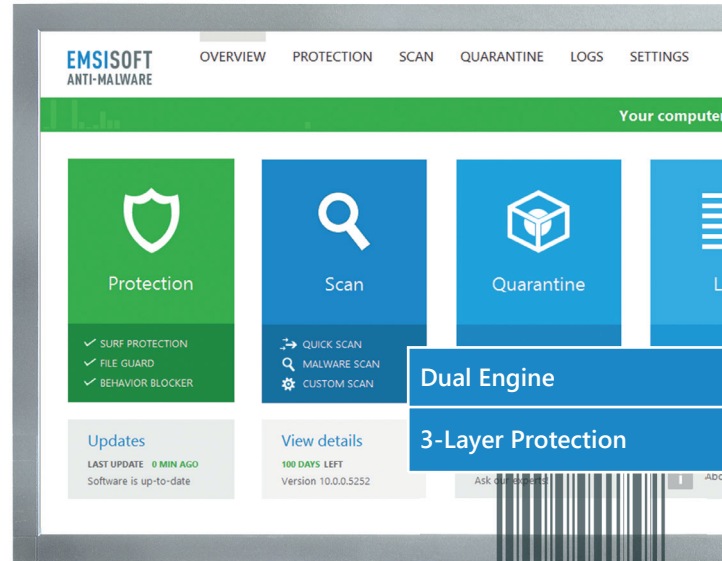 EMSISOFT
ANTI-MALWARE
OVERVIEW PROTECTION SCAN QUARANTINE LOGS SETTINGS
Your computer
Protection
Scan
Quarantine
L
SURF PROTECTION
FILE GUARD
BEHAVIOR BLOCKER
QUICK SCAN
MALWARE SCAN
CUSTOM SCAN
Dual Engine
3-Layer Protection
Updates
LAST UPDATE 0 MIN AGO
Software is up-to-date
View details
100 DAYS LEFT
Version 10.0.0.5252
Ask our experts!
Abo